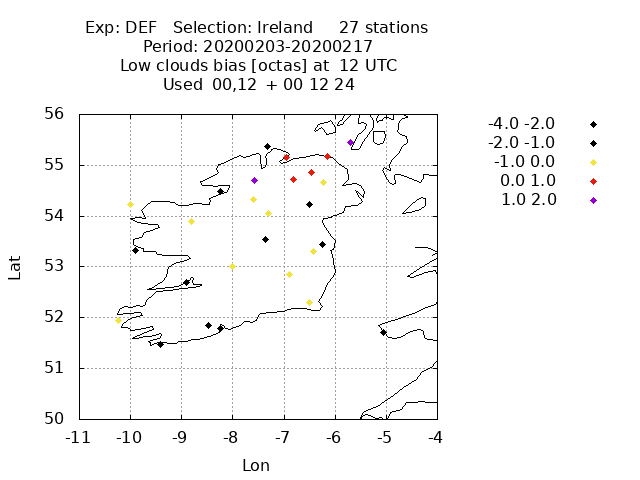 Exp: DEF Selection: Ireland 27 stations
Period: 20200203-20200217
Low clouds bias [octas] at 12 UTC
Used 00,12 + 00 12 24
56
55
54
53
52
51
50
-11 -10 -9 -8 -7 -6 -5 -4
Lat
Lon
-4.0 -2.0
-2.0 -1.0
-1.0 0.0
0.0 1.0
1.0 2.0